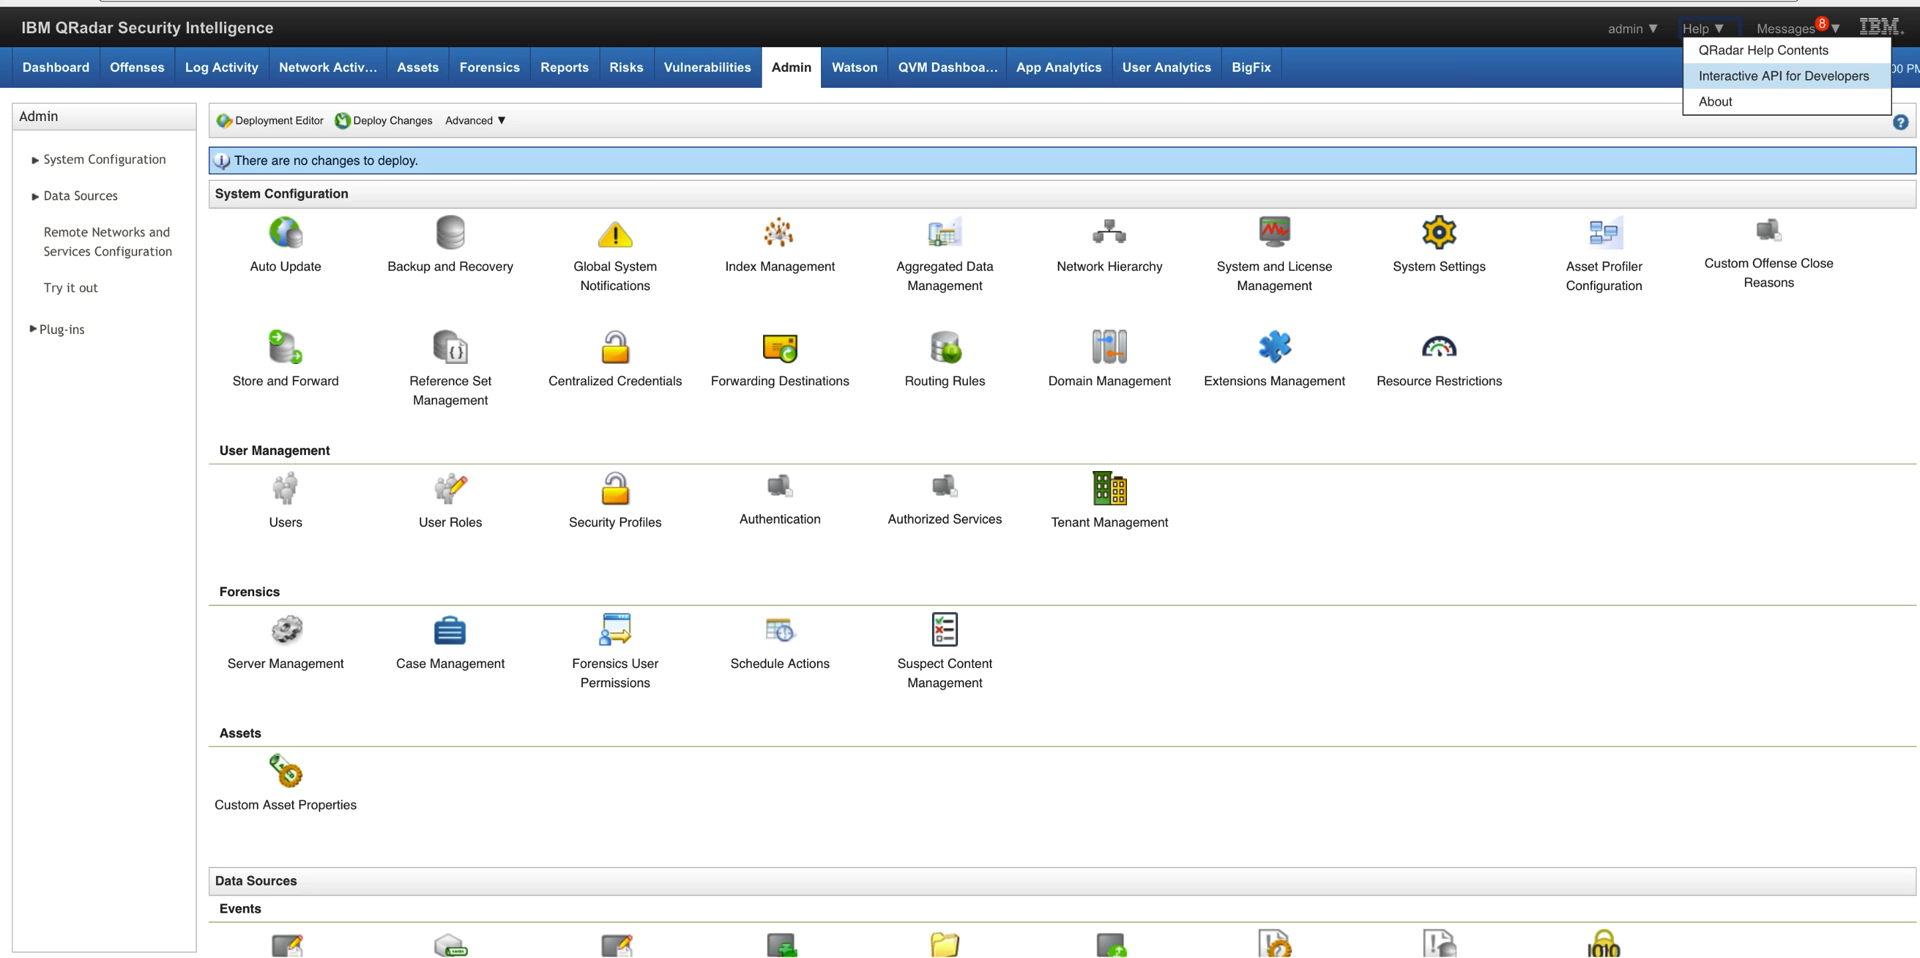 IBM QRadar Security Intelligence
admin ▼ Help ▼ Messages 8 ▼ IBM.
Dashboard Offenses Log Activity Network Activ... Assets Forensics Reports Risks Vulnerabilities Admin Watson QVM Dashboa... App Analytics User Analytics BigFix
QRadar Help Contents
Interactive API for Developers
About
00 PM
Admin
System Configuration
Data Sources
Remote Networks and
Services Configuration
Try it out
Plug-ins
Deployment Editor Deploy Changes Advanced ▼
There are no changes to deploy.
System Configuration
Auto Update
Backup and Recovery
Global System
Notifications
Index Management
Aggregated Data
Management
Network Hierarchy
System and License
Management
System Settings
Asset Profiler
Configuration
Custom Offense Close
Reasons
Store and Forward
Reference Set
Management
Centralized Credentials
Forwarding Destinations
Routing Rules
Domain Management
Extensions Management
Resource Restrictions
User Management
Users
User Roles
Security Profiles
Authentication
Authorized Services
Tenant Management
Forensics
Server Management
Case Management
Forensics User
Permissions
Schedule Actions
Suspect Content
Management
Assets
Custom Asset Properties
Data Sources
Events
1010